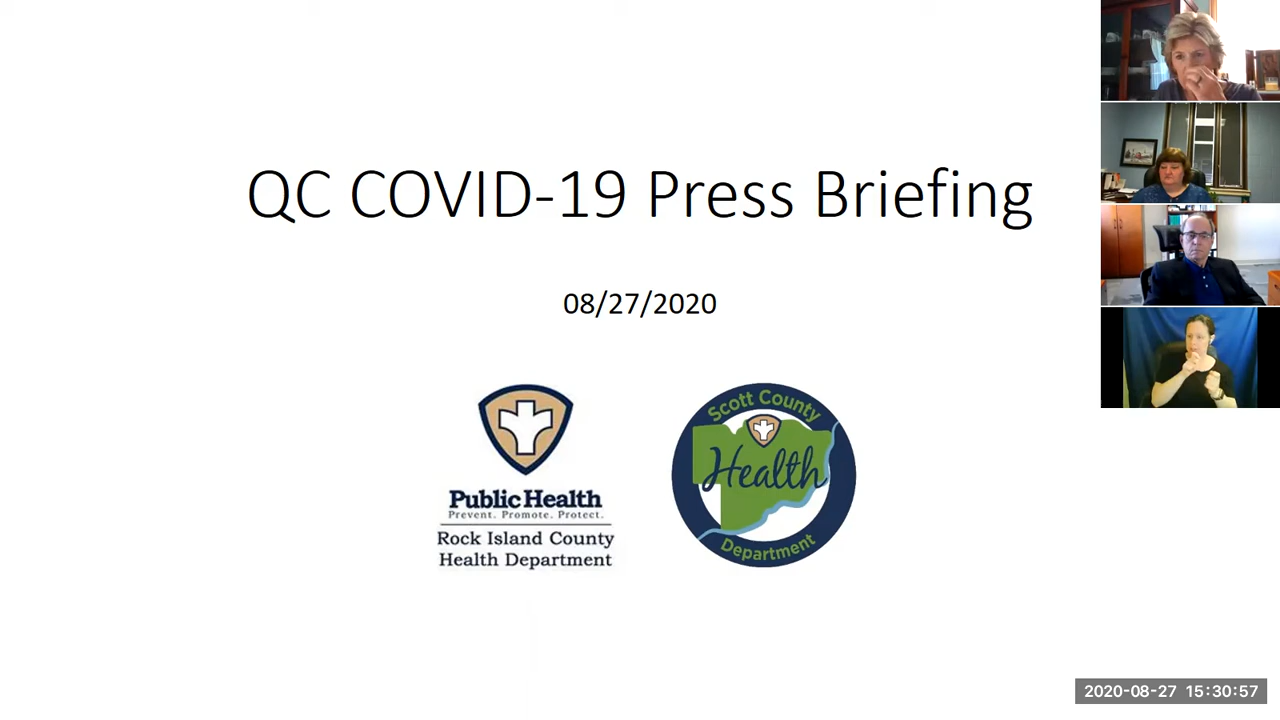 QC COVID-19 Press Briefing
08/27/2020
Public Health
Prevent. Promote. Protect.
Rock Island County
Health Department
Scott County
Health
Department
2020-08-27 15:30:57